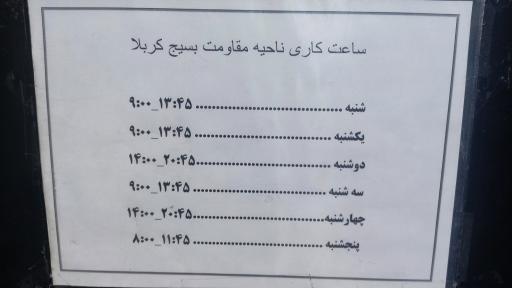 ساعت کاری ناحیه مقاومت بسیج کربلا
شنبه .................................... ۹:۰۰_۱۳:۴۵
یکشنبه ................................. ۹:۰۰_۱۳:۴۵
دوشنبه ................................. ۱۴:۰۰_۲۰:۴۵
سه شنبه ................................ ۹:۰۰_۱۳:۴۵
چهارشنبه................................ ۱۴:۰۰_۲۰:۴۵
پنجشنبه ................................ ۸:۰۰_۱۱:۴۵